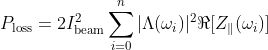 P_{\text{loss}} = 2I_{\text{beam}}^2 \sum_{i=0}^{n} |\Lambda(\omega_i)|^2 \Re[Z_{\parallel}(\omega_i)]